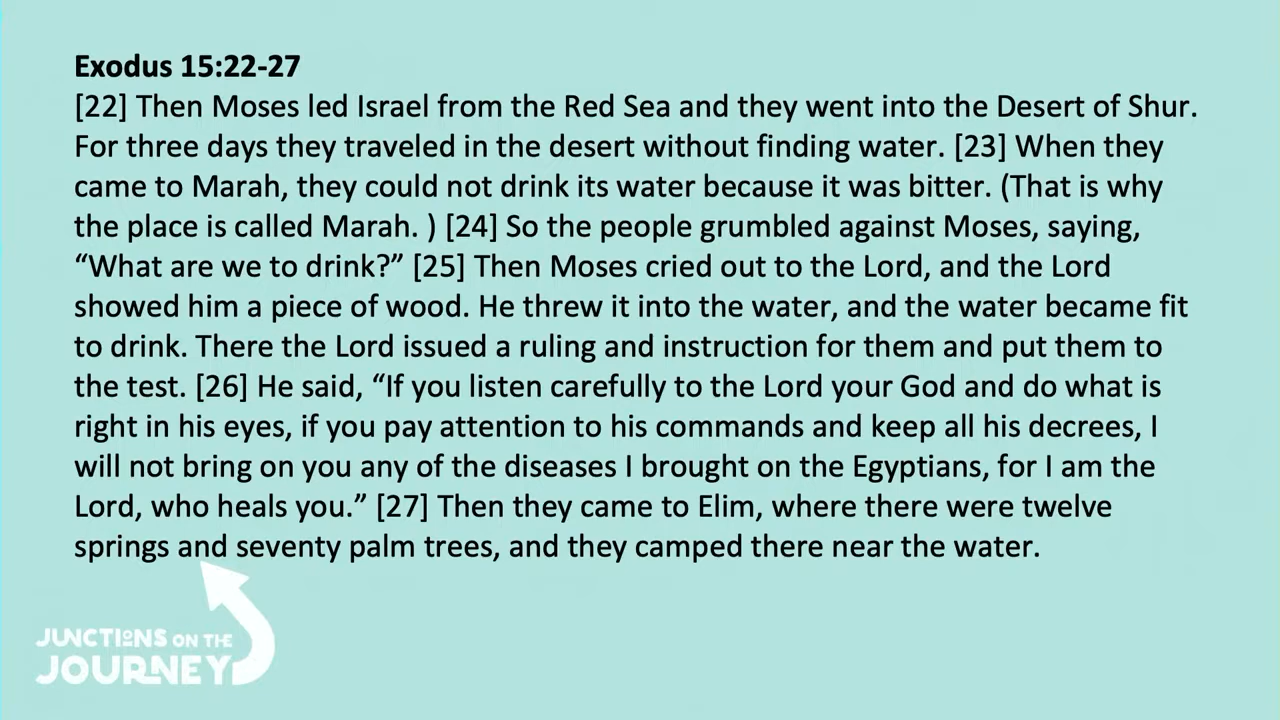 Exodus 15:22-27
[22] Then Moses led Israel from the Red Sea and they went into the Desert of Shur.
For three days they traveled in the desert without finding water. [23] When they
came to Marah, they could not drink its water because it was bitter. (That is why
the place is called Marah. ) [24] So the people grumbled against Moses, saying,
“What are we to drink?” [25] Then Moses cried out to the Lord, and the Lord
showed him a piece of wood. He threw it into the water, and the water became fit
to drink. There the Lord issued a ruling and instruction for them and put them to
the test. [26] He said, “If you listen carefully to the Lord your God and do what is
right in his eyes, if you pay attention to his commands and keep all his decrees, I
will not bring on you any of the diseases I brought on the Egyptians, for I am the
Lord, who heals you.” [27] Then they came to Elim, where there were twelve
springs and seventy palm trees, and they camped there near the water.
JUNCTIONS ON THE
JOURNEY